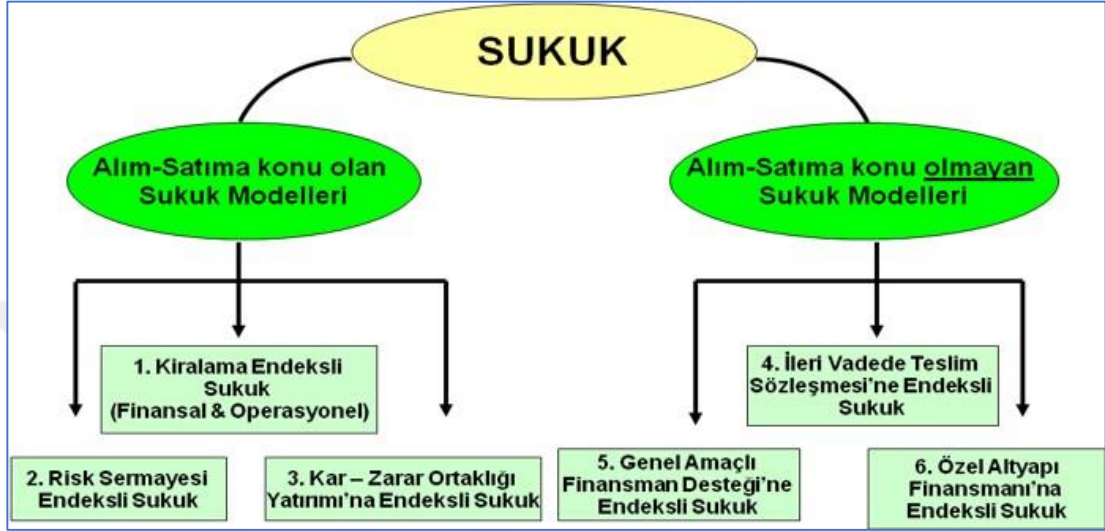 SUKUK
Alım-Satıma konu olan
Sukuk Modelleri
Alım-Satıma konu olmayan
Sukuk Modelleri
1. Kiralama Endeksli
Sukuk
(Finansal & Operasyonel)
4. İleri Vadede Teslim
Sözleşmesi'ne Endeksli
Sukuk
2. Risk Sermayesi
Endeksli Sukuk
3. Kar – Zarar Ortaklığı
Yatırımı'na Endeksli Sukuk
5. Genel Amaçlı
Finansman Desteği'ne
Endeksli Sukuk
6. Özel Altyapı
Finansmanı'na
Endeksli Sukuk